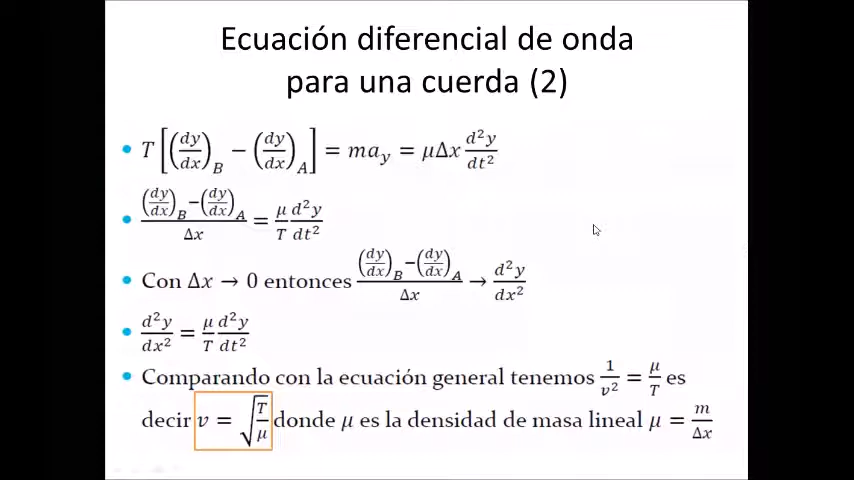 Ecuación diferencial de onda
para una cuerda (2)
• T[(dy/dx)_B − (dy/dx)_A] = ma_y = μΔx d²y/dt²
• ((dy/dx)_B − (dy/dx)_A)/Δx = μ/T d²y/dt²
• Con Δx → 0 entonces ((dy/dx)_B − (dy/dx)_A)/Δx → d²y/dx²
• d²y/dx² = μ/T d²y/dt²
• Comparando con la ecuación general tenemos 1/v² = μ/T es
decir v = √(T/μ) donde μ es la densidad de masa lineal μ = m/Δx